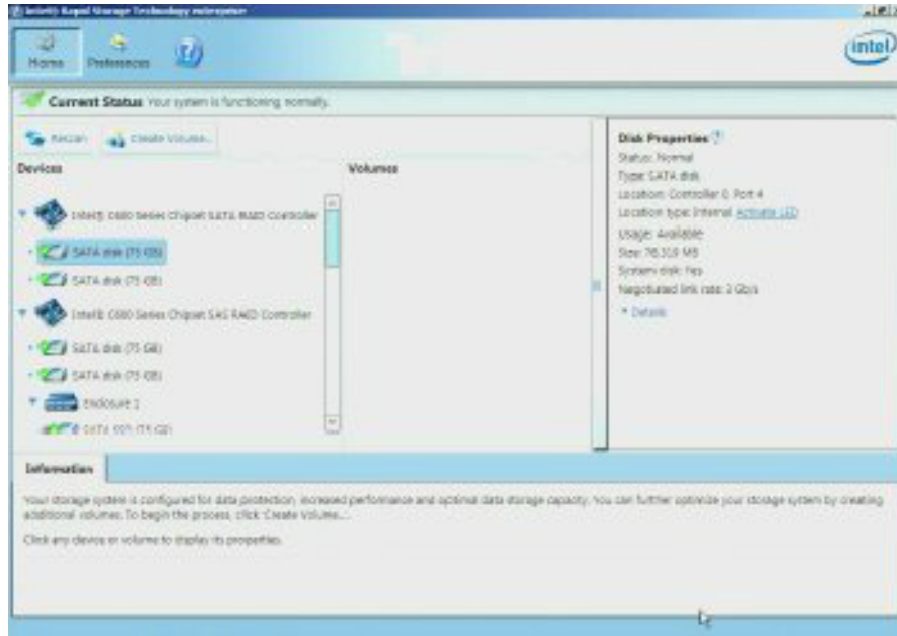 Intel® Rapid Storage Technology enterprise
Home
Preferences
intel
Current Status Your system is functioning normally.
Rescan
Create Volume...
Devices
Volumes
Intel® C600 Series Chipset SATA RAID Controller
SATA disk (75 GB)
SATA disk (75 GB)
Intel® C600 Series Chipset SAS RAID Controller
SATA disk (75 GB)
SATA disk (75 GB)
Enclosure 1
SATA SSD (75 GB)
Disk Properties ?
Status: Normal
Type: SATA disk
Location: Controller 0, Port 4
Location type: Internal Activate LED
Usage: Available
Size: 76,319 MB
System disk: Yes
Negotiated link rate: 3 Gb/s
Details
Information
Your storage system is configured for data protection, increased performance and optimal data storage capacity. You can further optimize your storage system by creating
additional volumes. To begin the process, click 'Create Volume...'.
Click any device or volume to display its properties.